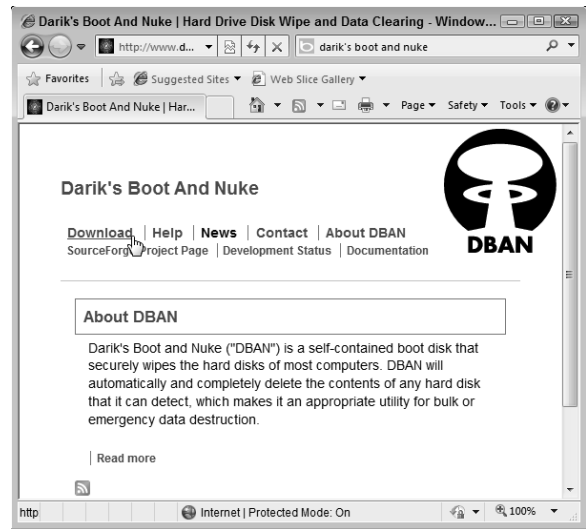 Darik's Boot And Nuke | Hard Drive Disk Wipe and Data Clearing - Window...
http://www.d...
darik's boot and nuke
Favorites
Suggested Sites
Web Slice Gallery
Darik's Boot And Nuke | Har...
Page
Safety
Tools
Darik's Boot And Nuke
DBAN
Download | Help | News | Contact | About DBAN
SourceForg Project Page | Development Status | Documentation
About DBAN
Darik's Boot and Nuke ("DBAN") is a self-contained boot disk that
securely wipes the hard disks of most computers. DBAN will
automatically and completely delete the contents of any hard disk
that it can detect, which makes it an appropriate utility for bulk or
emergency data destruction.
| Read more
http
Internet | Protected Mode: On
100%